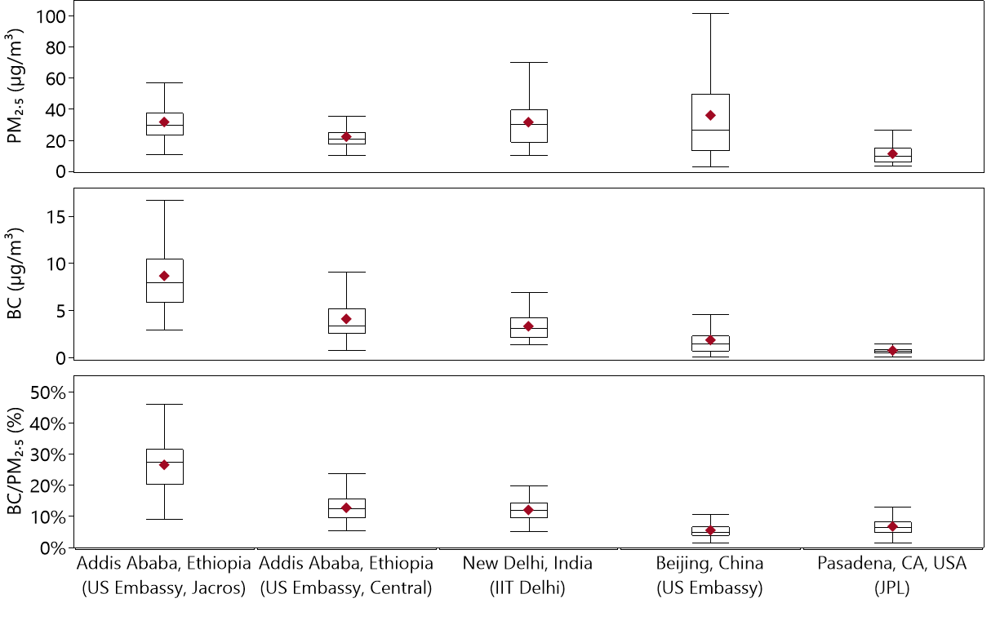 PM₂.₅ (µg/m³)
100
80
60
40
20
0
BC (µg/m³)
15
10
5
0
BC/PM₂.₅ (%)
50%
40%
30%
20%
10%
0%
Addis Ababa, Ethiopia
(US Embassy, Jacros)
Addis Ababa, Ethiopia
(US Embassy, Central)
New Delhi, India
(IIT Delhi)
Beijing, China
(US Embassy)
Pasadena, CA, USA
(JPL)